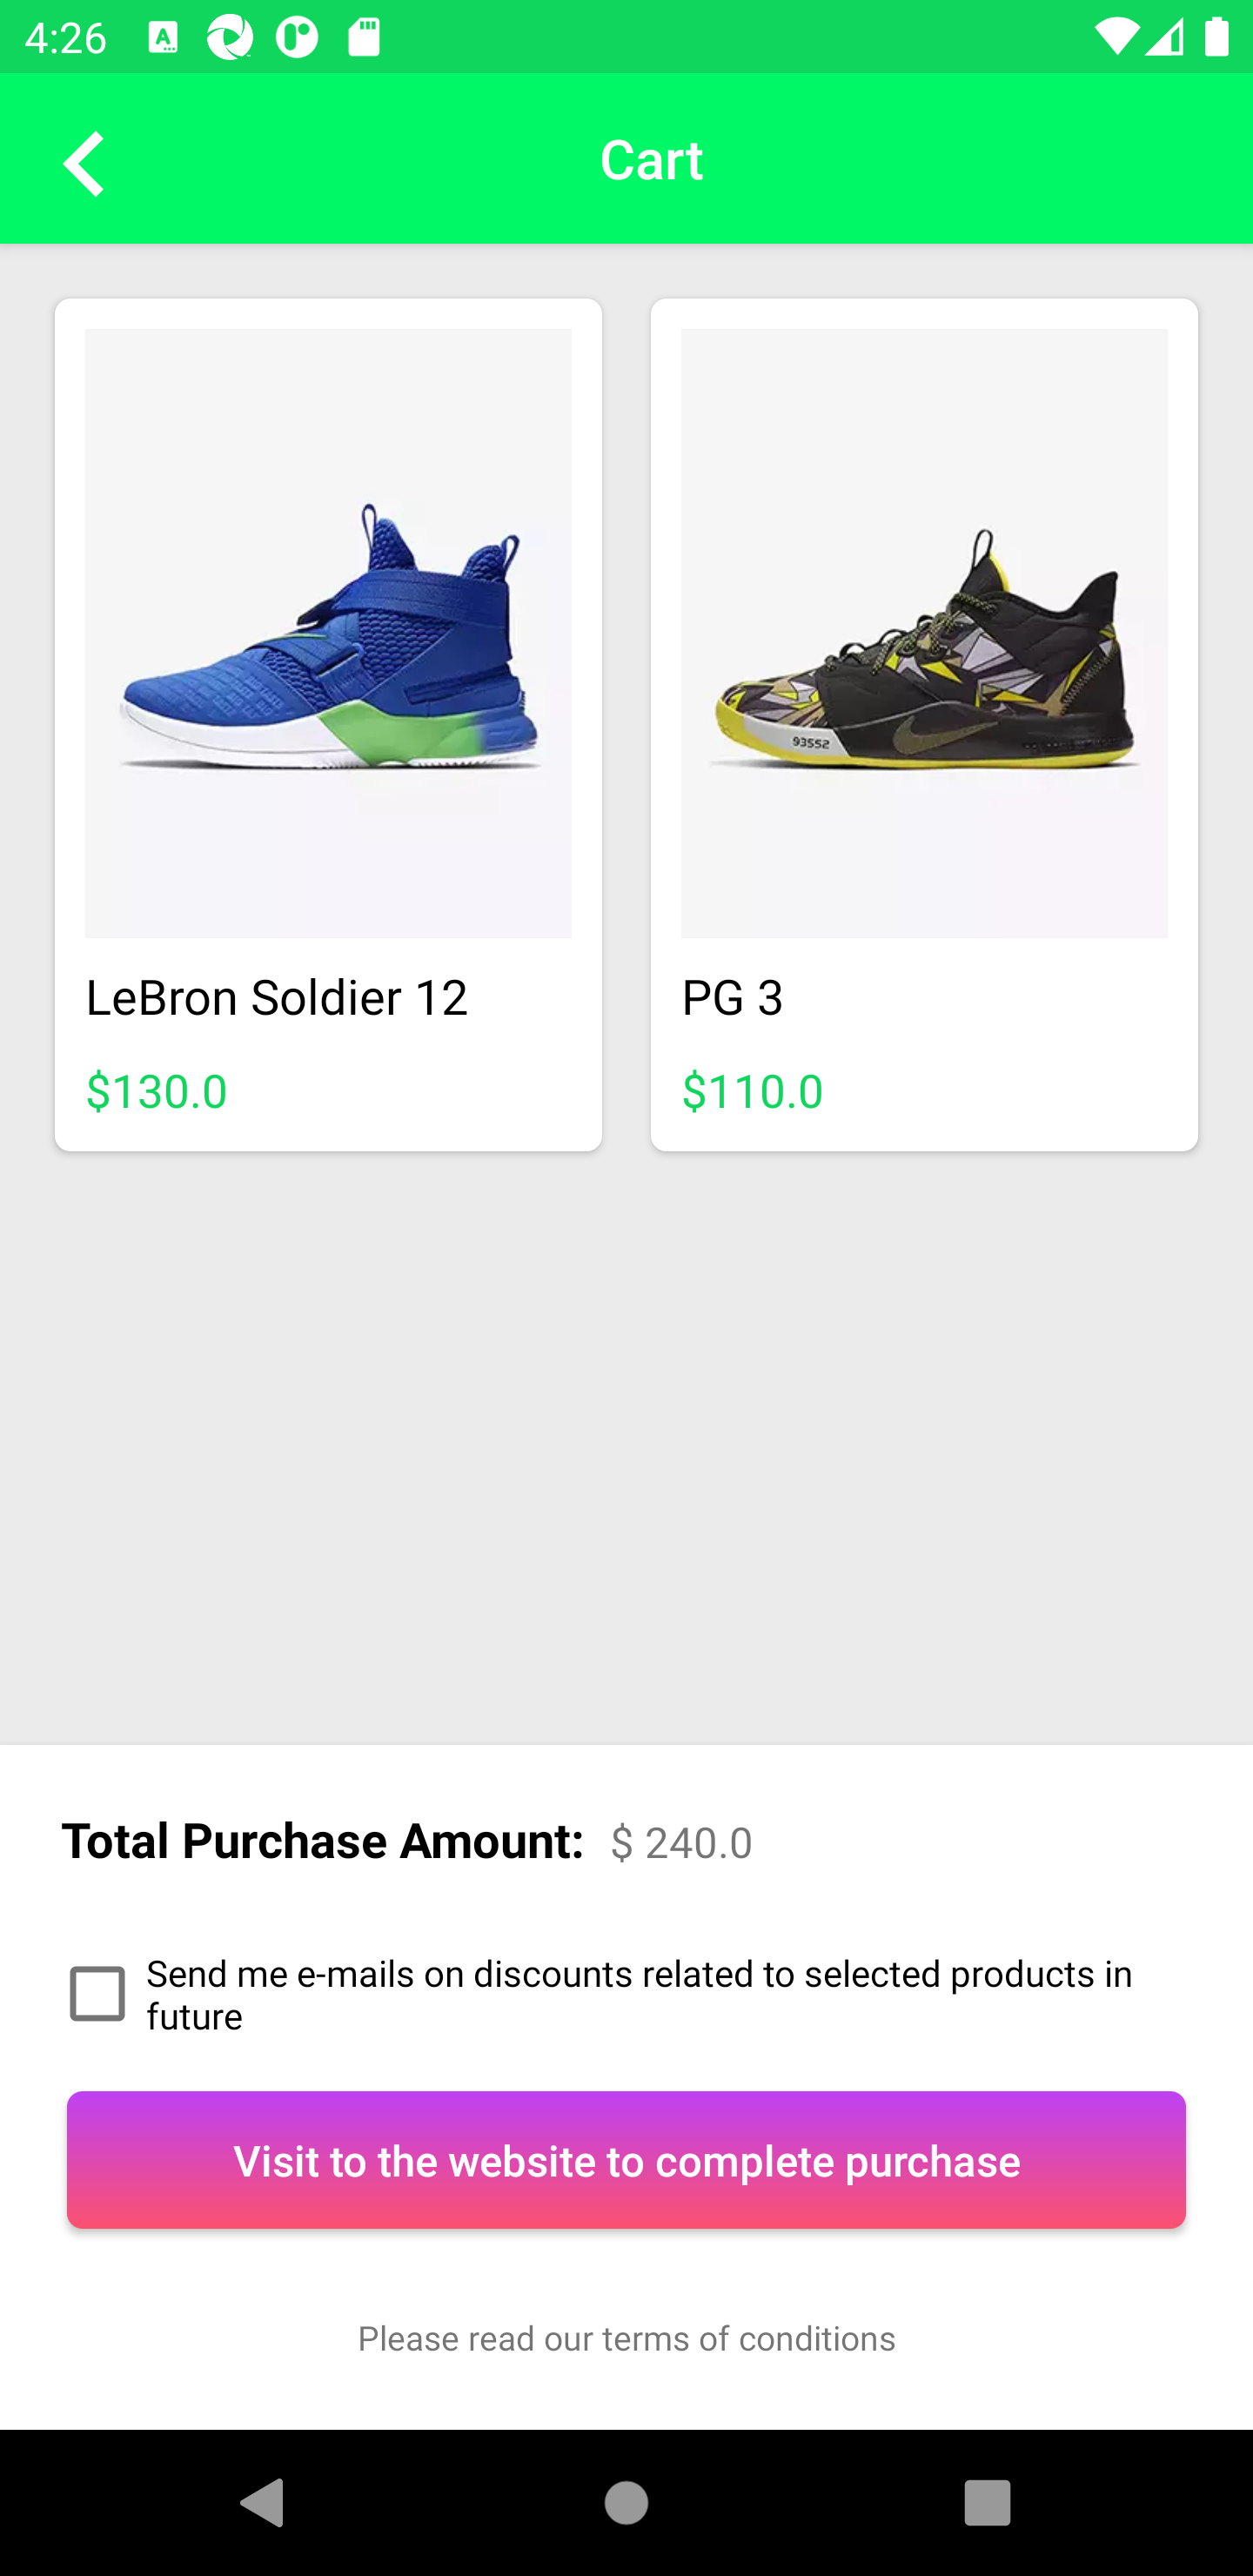 4:26
Cart
93552
LeBron Soldier 12
$130.0
PG 3
$110.0
Total Purchase Amount: $ 240.0
Send me e-mails on discounts related to selected products in
future
Visit to the website to complete purchase
Please read our terms of conditions